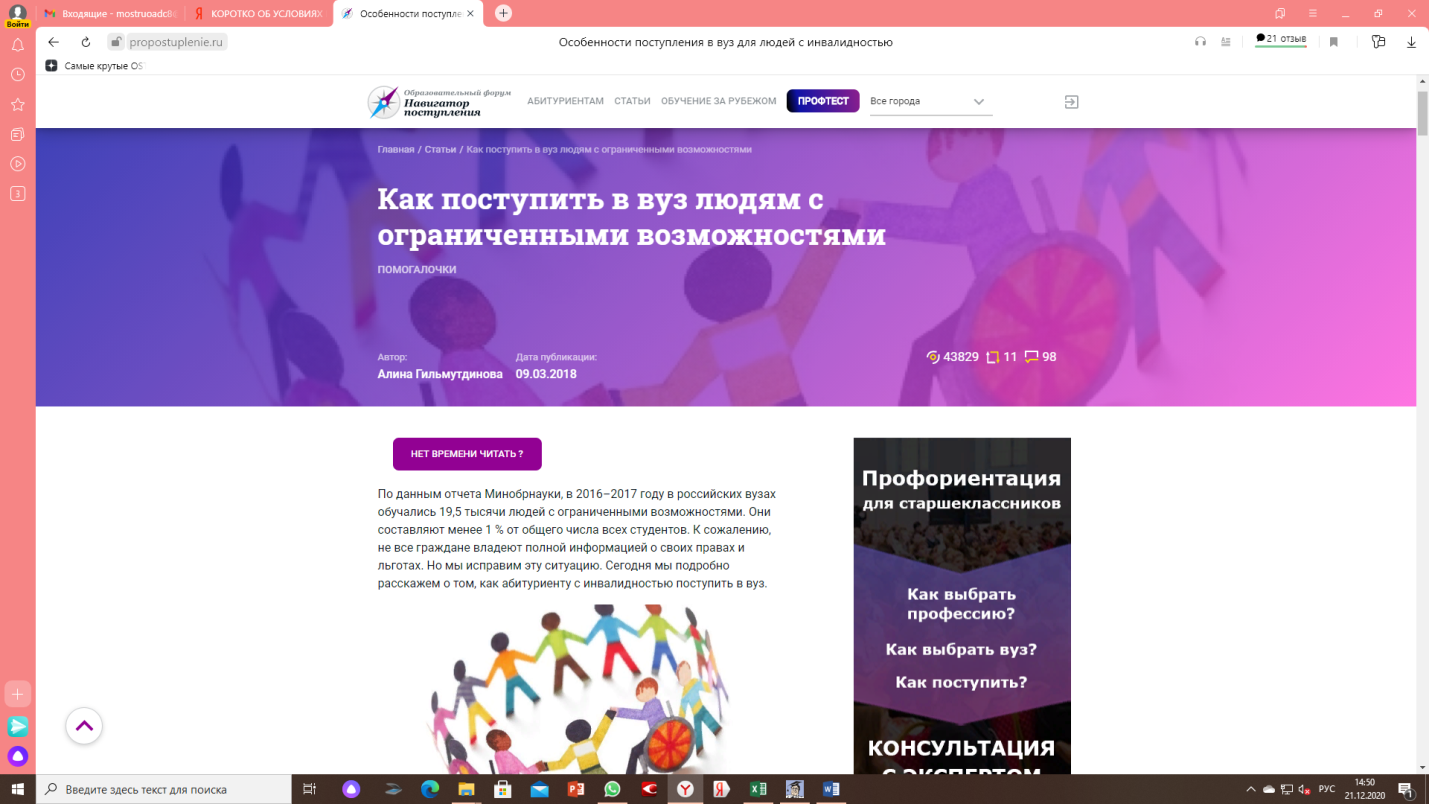 Войти
Входящие - mostruoadc8
КОРОТКО ОБ УСЛОВИЯХ
Особенности поступле
propostuplenie.ru
Особенности поступления в вуз для людей с инвалидностью
21 отзыв
Самые крутые OS
3
Образовательный форум
Навигатор
поступления
АБИТУРИЕНТАМ СТАТЬИ ОБУЧЕНИЕ ЗА РУБЕЖОМ ПРОФТЕСТ Все города
Главная / Статьи / Как поступить в вуз людям с ограниченными возможностями
Как поступить в вуз людям с
ограниченными возможностями
ПОМОГАЛОЧКИ
Автор: Дата публикации:
Алина Гильмутдинова 09.03.2018
43829 11 98
НЕТ ВРЕМЕНИ ЧИТАТЬ ?
По данным отчета Минобрнауки, в 2016–2017 году в российских вузах
обучались 19,5 тысячи людей с ограниченными возможностями. Они
составляют менее 1 % от общего числа всех студентов. К сожалению,
не все граждане владеют полной информацией о своих правах и
льготах. Но мы исправим эту ситуацию. Сегодня мы подробно
расскажем о том, как абитуриенту с инвалидностью поступить в вуз.
Профориентация
для старшеклассников
Как выбрать
профессию?
Как выбрать вуз?
Как поступить?
КОНСУЛЬТАЦИЯ
С ЭКСПЕРТОМ
Введите здесь текст для поиска
РУС
14:50
21.12.2020
1